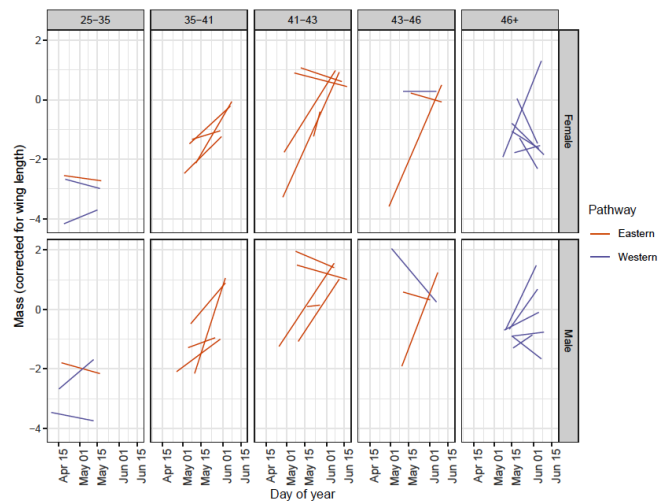 25−35 35−41 41−43 43−46 46+
2
0
−2
−4
Female
2
0
−2
−4
Male
Mass (corrected for wing length)
Apr 15 May 01 May 15 Jun 01 Jun 15 Apr 15 May 01 May 15 Jun 01 Jun 15 Apr 15 May 01 May 15 Jun 01 Jun 15 Apr 15 May 01 May 15 Jun 01 Jun 15 Apr 15 May 01 May 15 Jun 01 Jun 15
Day of year
Pathway
Eastern
Western